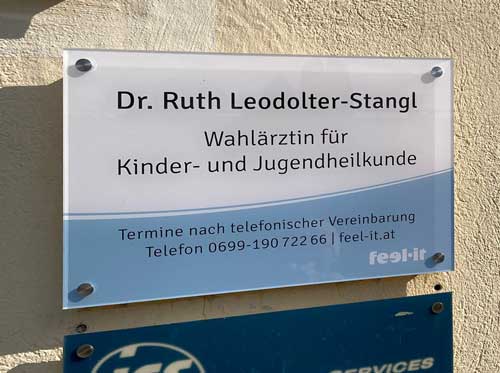 Dr. Ruth Leodolter-Stangl
Wahlärztin für
Kinder- und Jugendheilkunde
Termine nach telefonischer Vereinbarung
Telefon 0699-190 722 66 | feel-it.at
feel·it
SERVICES